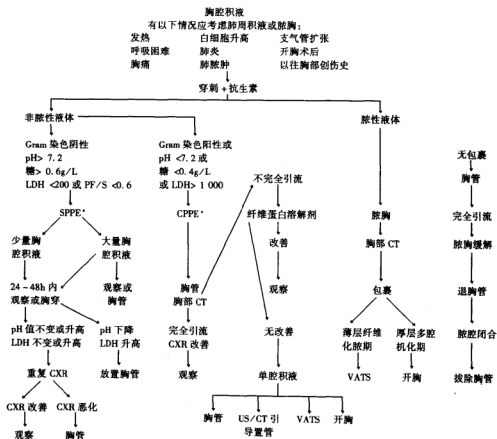 胸腔积液
有以下情况应考虑肺周积液或脓胸:
发热 白细胞升高 支气管扩张
呼吸困难 肺炎 开胸术后
胸痛 肺脓肿 以往胸部创伤史
穿刺+抗生素
非脓性液体
脓性液体
Gram 染色阴性
pH> 7.2
糖> 0.6g/L
LDH <200 或 PF/S <0.6
Gram 染色阳性或
pH <7.2 或
糖 <0.4g/L
或 LDH> 1 000
SPPE*
CPPE*
少量胸
腔积液
大量胸
腔积液
24~48h 内
观察或胸穿
观察或
胸管
pH 值不变或升高
LDH 不变或升高
pH 下降
LDH 升高
重复 CXR
放置胸管
CXR 改善
CXR 恶化
观察
胸管
胸管
胸部 CT
完全引流
CXR 改善
观察
不完全引流
纤维蛋白溶解剂
改善
观察
无改善
单腔积液
胸管
US/CT 引
导置管
VATS
开胸
脓胸
胸部 CT
包裹
薄层纤维
化脓期
厚层多腔
机化期
VATS
开胸
无包裹
胸管
完全引流
脓胸缓解
退胸管
脓腔闭合
拔除胸管